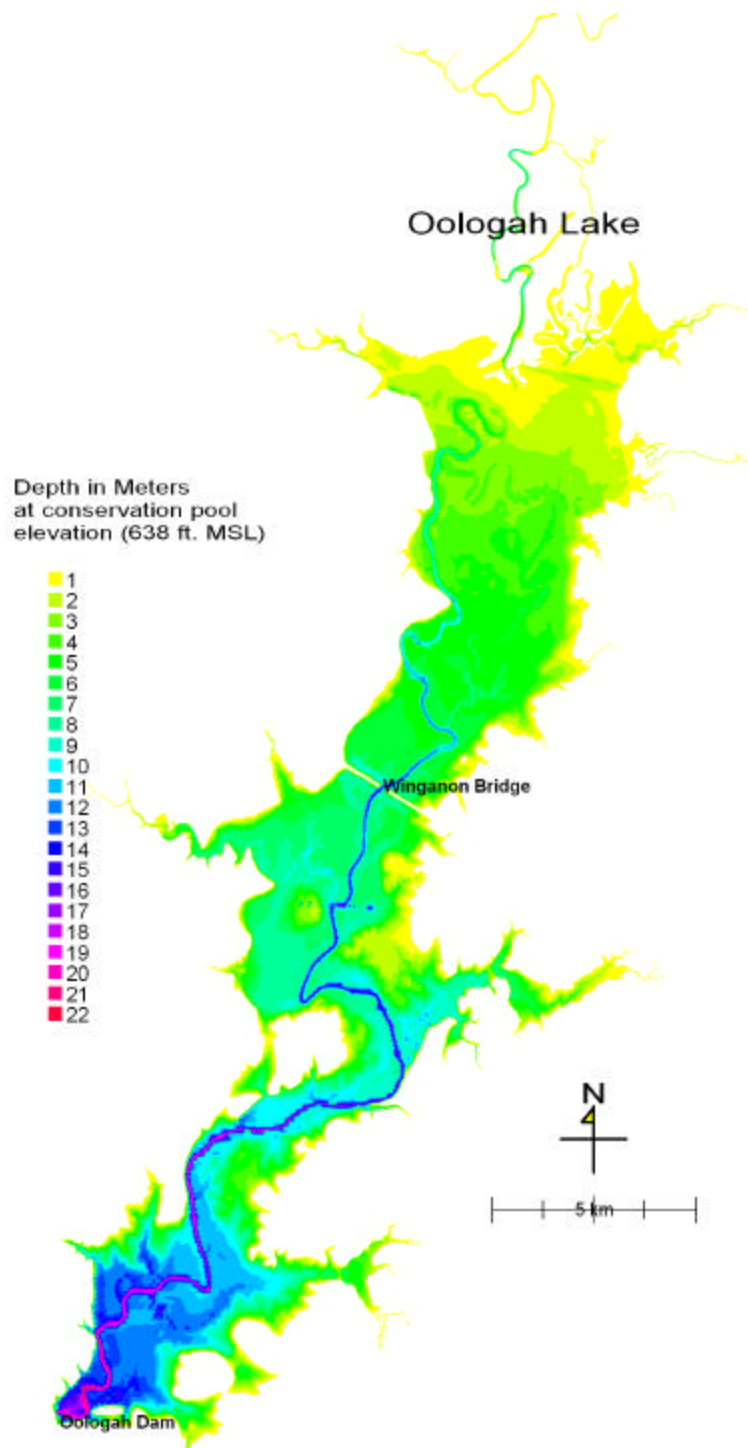 Oologah Lake
Depth in Meters
at conservation pool
elevation (638 ft. MSL)
1
2
3
4
5
6
7
8
9
10
11
12
13
14
15
16
17
18
19
20
21
22
Winganon Bridge
N
5 km
Oologah Dam